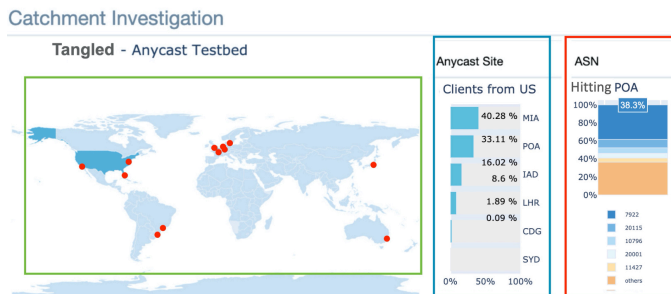 Catchment Investigation
Tangled - Anycast Testbed
Anycast Site
Clients from US
40.28 % MIA
33.11 % POA
16.02 %
8.6 % IAD
1.89 % LHR
0.09 %
CDG
SYD
0% 50% 100%
ASN
Hitting POA
100%
38.3%
80%
60%
40%
20%
0%
7922
20115
10796
20001
11427
others